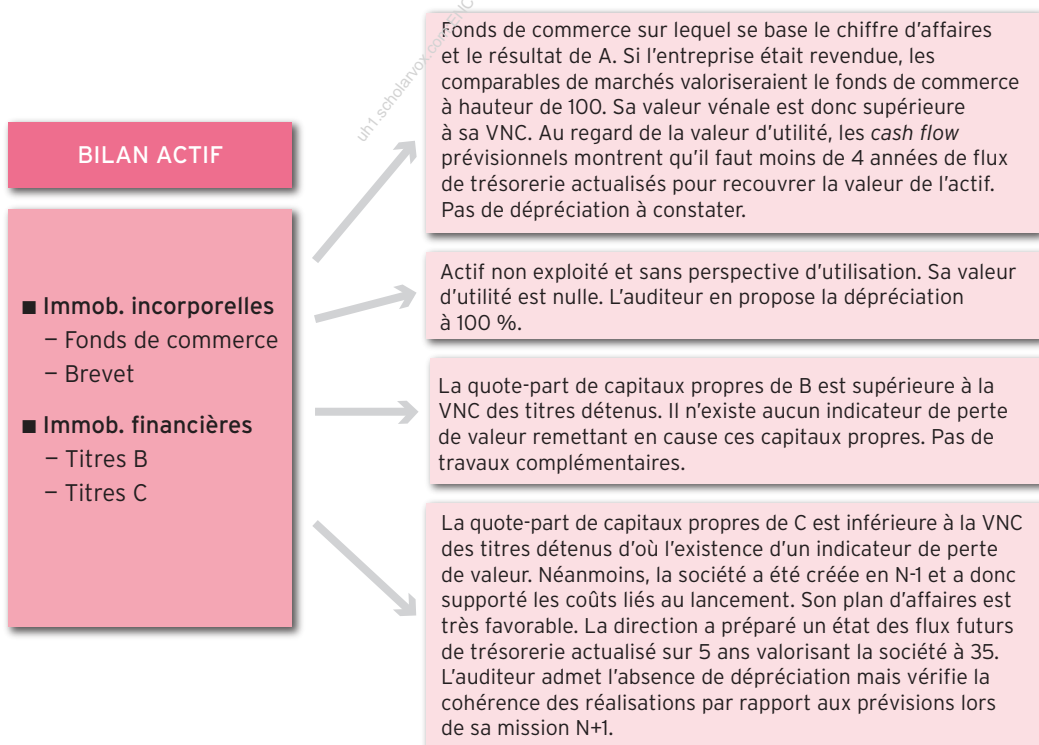 BILAN ACTIF
■ Immob. incorporelles
– Fonds de commerce
– Brevet
■ Immob. financières
– Titres B
– Titres C
Fonds de commerce sur lequel se base le chiffre d'affaires
et le résultat de A. Si l'entreprise était revendue, les
comparables de marchés valoriseraient le fonds de commerce
à hauteur de 100. Sa valeur vénale est donc supérieure
à sa VNC. Au regard de la valeur d'utilité, les cash flow
prévisionnels montrent qu'il faut moins de 4 années de flux
de trésorerie actualisés pour recouvrer la valeur de l'actif.
Pas de dépréciation à constater.
Actif non exploité et sans perspective d'utilisation. Sa valeur
d'utilité est nulle. L'auditeur en propose la dépréciation
à 100 %.
La quote-part de capitaux propres de B est supérieure à la
VNC des titres détenus. Il n'existe aucun indicateur de perte
de valeur remettant en cause ces capitaux propres. Pas de
travaux complémentaires.
La quote-part de capitaux propres de C est inférieure à la VNC
des titres détenus d'où l'existence d'un indicateur de perte
de valeur. Néanmoins, la société a été créée en N-1 et a donc
supporté les coûts liés au lancement. Son plan d'affaires est
très favorable. La direction a préparé un état des flux futurs
de trésorerie actualisé sur 5 ans valorisant la société à 35.
L'auditeur admet l'absence de dépréciation mais vérifie la
cohérence des réalisations par rapport aux prévisions lors
de sa mission N+1.